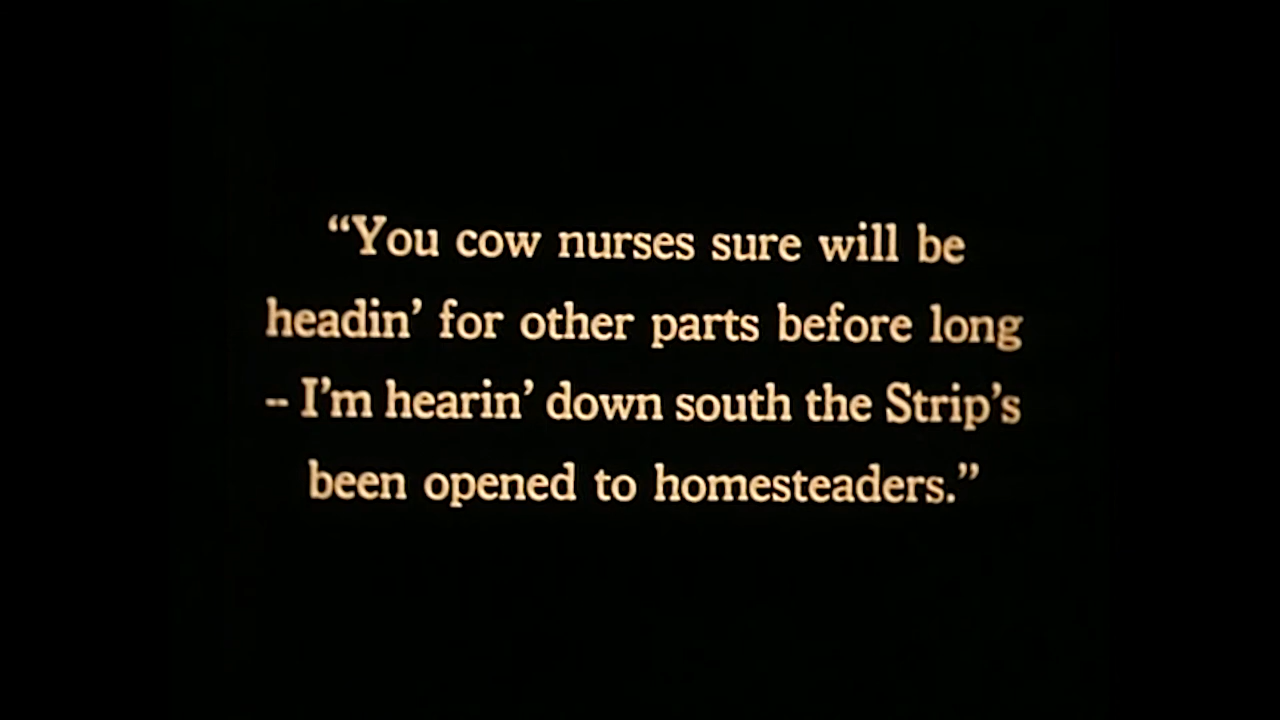 “You cow nurses sure will be
headin’ for other parts before long
-- I’m hearin’ down south the Strip’s
been opened to homesteaders.”